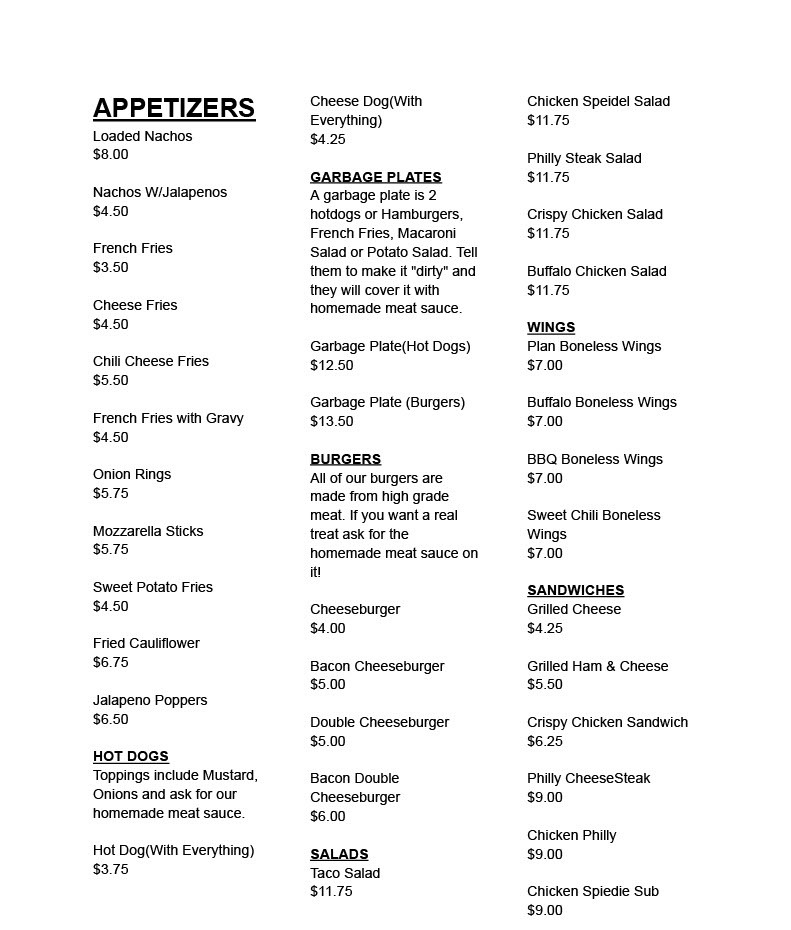 APPETIZERS
Loaded Nachos
$8.00
Nachos W/Jalapenos
$4.50
French Fries
$3.50
Cheese Fries
$4.50
Chili Cheese Fries
$5.50
French Fries with Gravy
$4.50
Onion Rings
$5.75
Mozzarella Sticks
$5.75
Sweet Potato Fries
$4.50
Fried Cauliflower
$6.75
Jalapeno Poppers
$6.50
HOT DOGS
Toppings include Mustard,
Onions and ask for our
homemade meat sauce.
Hot Dog(With Everything)
$3.75
Cheese Dog(With
Everything)
$4.25
GARBAGE PLATES
A garbage plate is 2
hotdogs or Hamburgers,
French Fries, Macaroni
Salad or Potato Salad. Tell
them to make it "dirty" and
they will cover it with
homemade meat sauce.
Garbage Plate(Hot Dogs)
$12.50
Garbage Plate (Burgers)
$13.50
BURGERS
All of our burgers are
made from high grade
meat. If you want a real
treat ask for the
homemade meat sauce on
it!
Cheeseburger
$4.00
Bacon Cheeseburger
$5.00
Double Cheeseburger
$5.00
Bacon Double
Cheeseburger
$6.00
SALADS
Taco Salad
$11.75
Chicken Speidel Salad
$11.75
Philly Steak Salad
$11.75
Crispy Chicken Salad
$11.75
Buffalo Chicken Salad
$11.75
WINGS
Plan Boneless Wings
$7.00
Buffalo Boneless Wings
$7.00
BBQ Boneless Wings
$7.00
Sweet Chili Boneless
Wings
$7.00
SANDWICHES
Grilled Cheese
$4.25
Grilled Ham & Cheese
$5.50
Crispy Chicken Sandwich
$6.25
Philly CheeseSteak
$9.00
Chicken Philly
$9.00
Chicken Spiedie Sub
$9.00